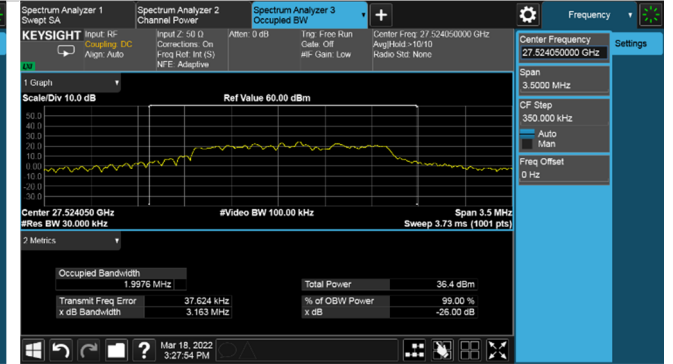 Spectrum Analyzer 1
Swept SA
Spectrum Analyzer 2
Channel Power
Spectrum Analyzer 3
Occupied BW
Frequency
KEYSIGHT
Input: RF
Coupling: DC
Align: Auto
Input Z: 50 Ω
Corrections: On
Freq Ref: Int (S)
NFE: Adaptive
Atten: 0 dB
Trig: Free Run
Gate: Off
#IF Gain: Low
Center Freq: 27.524050000 GHz
Avg|Hold:>10/10
Radio Std: None
Center Frequency
27.524050000 GHz
Settings
Span
3.5000 MHz
CF Step
350.000 kHz
Auto
Man
Freq Offset
0 Hz
1 Graph
Scale/Div 10.0 dB
Ref Value 60.00 dBm
50.0
40.0
30.0
20.0
10.0
0.00
-10.0
-20.0
-30.0
Center 27.524050 GHz
#Video BW 100.00 kHz
Span 3.5 MHz
#Res BW 30.000 kHz
Sweep 3.73 ms (1001 pts)
2 Metrics
Occupied Bandwidth
1.9976 MHz
Total Power
36.4 dBm
Transmit Freq Error
37.624 kHz
% of OBW Power
99.00 %
x dB Bandwidth
3.163 MHz
x dB
-26.00 dB
?
Mar 18, 2022
3:27:54 PM